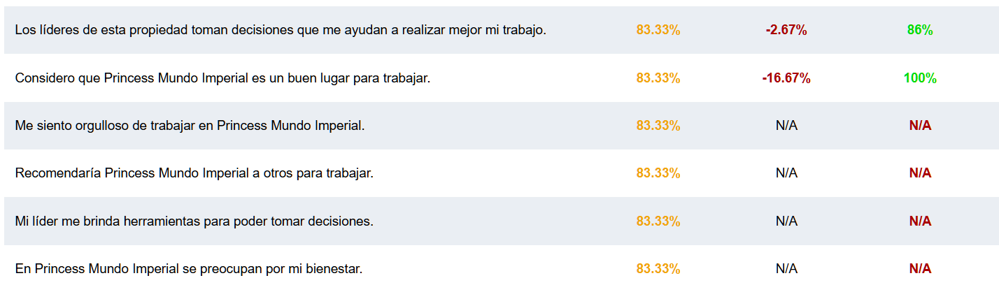 Los líderes de esta propiedad toman decisiones que me ayudan a realizar mejor mi trabajo. 83.33% -2.67% 86%
Considero que Princess Mundo Imperial es un buen lugar para trabajar. 83.33% -16.67% 100%
Me siento orgulloso de trabajar en Princess Mundo Imperial. 83.33% N/A N/A
Recomendaría Princess Mundo Imperial a otros para trabajar. 83.33% N/A N/A
Mi líder me brinda herramientas para poder tomar decisiones. 83.33% N/A N/A
En Princess Mundo Imperial se preocupan por mi bienestar. 83.33% N/A N/A